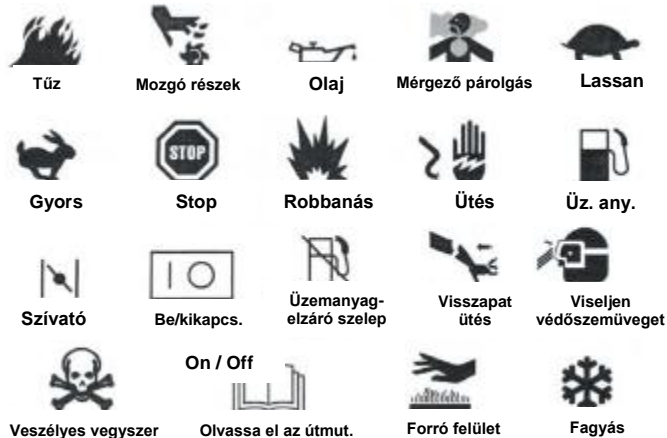 Tűz
Mozgó részek
Olaj
Mérgező párolgás
Lassan
STOP
Gyors
Stop
Robbanás
Ütés
Üz. any.
Szívató
Be/kikapcs.
Üzemanyag-
elzáró szelep
Visszapat
ütés
Viseljen
védőszemüveget
On / Off
Veszélyes vegyszer
Olvassa el az útmut.
Forró felület
Fagyás